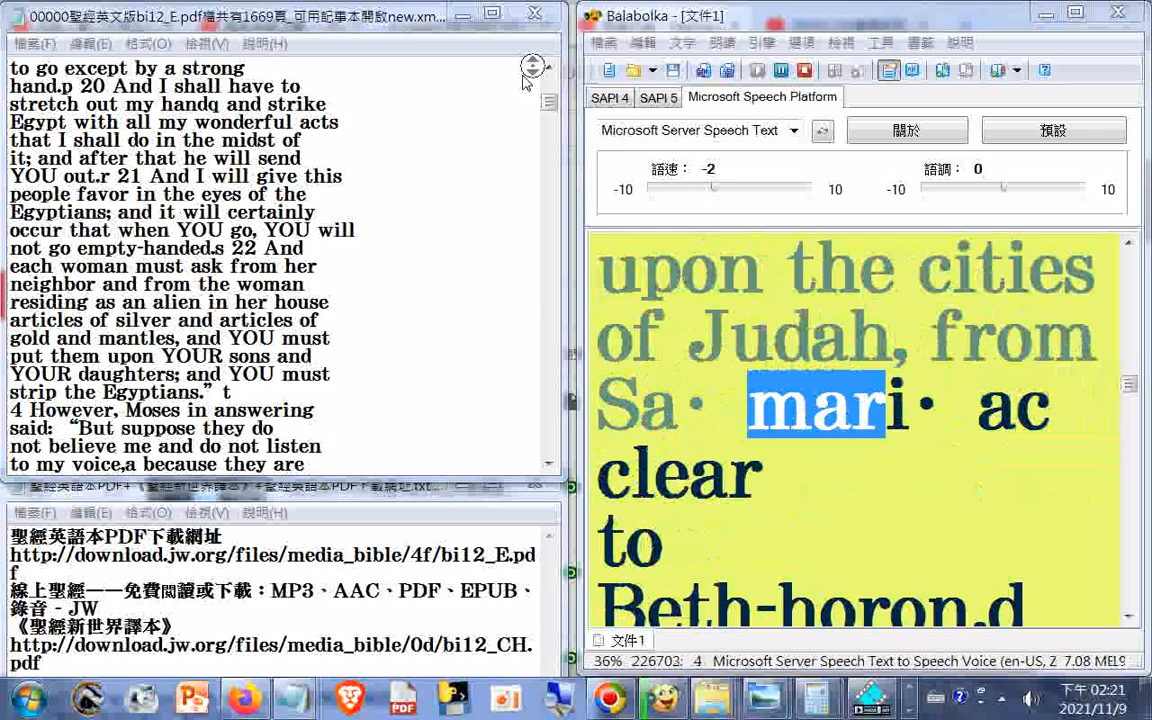 00000聖經英文版bi12_E.pdf檔共有1669頁_可用記事本開啟new.xm...
檔案(F) 編輯(E) 格式(O) 檢視(V) 說明(H)
to go except by a strong
hand.p 20 And I shall have to
stretch out my handq and strike
Egypt with all my wonderful acts
that I shall do in the midst of
it; and after that he will send
YOU out.r 21 And I will give this
people favor in the eyes of the
Egyptians; and it will certainly
occur that when YOU go, YOU will
not go empty-handed.s 22 And
each woman must ask from her
neighbor and from the woman
residing as an alien in her house
articles of silver and articles of
gold and mantles, and YOU must
put them upon YOUR sons and
YOUR daughters; and YOU must
strip the Egyptians.” t
4 However, Moses in answering
said: “But suppose they do
not believe me and do not listen
to my voice,a because they are
檔案(F) 編輯(E) 格式(O) 檢視(V) 說明(H)
聖經英語本PDF下載網址
http://download.jw.org/files/media_bible/4f/bi12_E.pd
f
線上聖經——免費閱讀或下載：MP3、AAC、PDF、EPUB、
錄音 - JW
《聖經新世界譯本》
http://download.jw.org/files/media_bible/0d/bi12_CH.
pdf
Balabolka - [文件1]
檔案 編輯 文字 朗讀 引擎 選項 檢視 工具 書籤 說明
SAPI 4 SAPI 5 Microsoft Speech Platform
Microsoft Server Speech Text 關於 預設
語速： -2 語調： 0
-10 10 -10 10
upon the cities
of Judah, from
Sa· mari· ac
clear
to
Beth-horon,d
文件1
36% 226703: 4 Microsoft Server Speech Text to Speech Voice (en-US, Z 7.08 МБ
下午 02:21
2021/11/9